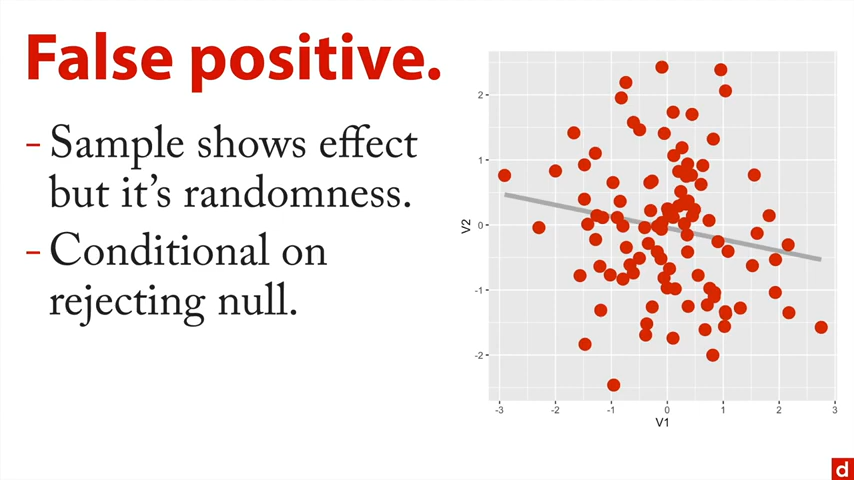 False positive.
– Sample shows effect
but it’s randomness.
– Conditional on
rejecting null.
V2
2
1
0
-1
-2
-3
-2
-1
0
1
2
3
V1
d